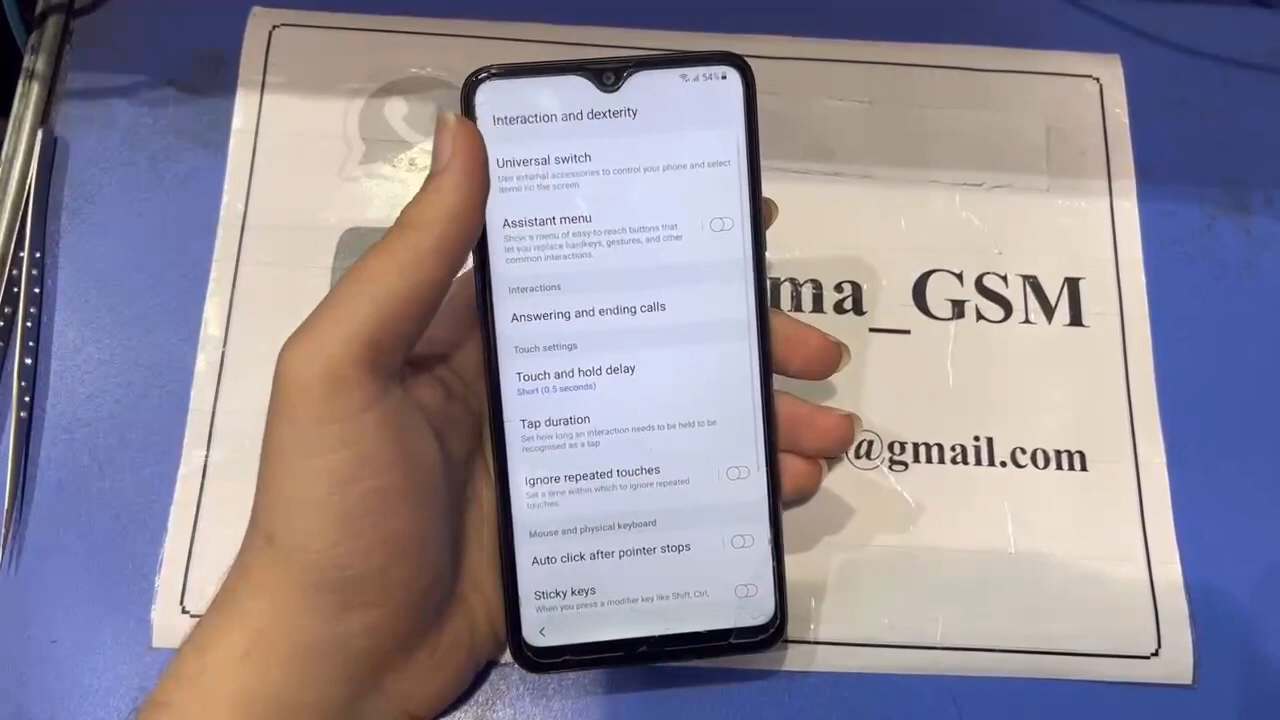 54%
Interaction and dexterity
Universal switch
Use external accessories to control your phone and select
items on the screen.
Assistant menu
Show a menu of easy-to-reach buttons that
let you replace hardkeys, gestures, and other
common interactions.
Interactions
Answering and ending calls
Touch settings
Touch and hold delay
Short (0.5 seconds)
Tap duration
Set how long an interaction needs to be held to be
recognised as a tap.
Ignore repeated touches
Set a time within which to ignore repeated
touches.
Mouse and physical keyboard
Auto click after pointer stops
Sticky keys
When you press a modifier key like Shift, Ctrl,
ma_GSM
@gmail.com